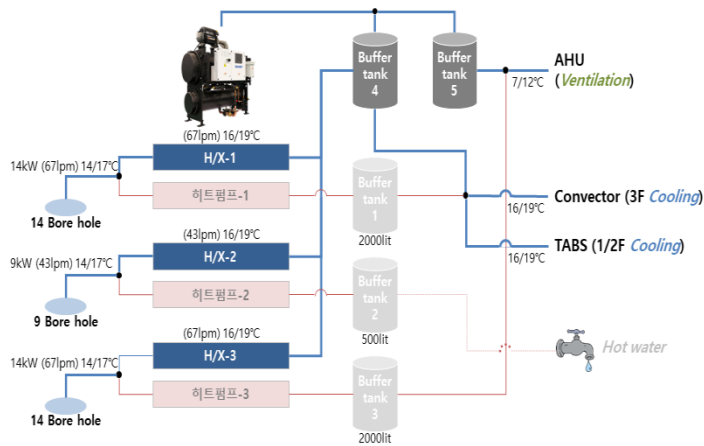 Buffer
tank
4
Buffer
tank
5
AHU
(Ventilation)
7/12℃
(67lpm) 16/19℃
H/X-1
14kW (67lpm) 14/17℃
히트펌프-1
14 Bore hole
Buffer
tank
1
2000lit
Convector (3F Cooling)
16/19℃
TABS (1/2F Cooling)
16/19℃
(43lpm) 16/19℃
H/X-2
9kW (43lpm) 14/17℃
히트펌프-2
9 Bore hole
Buffer
tank
2
500lit
Hot water
(67lpm) 16/19℃
H/X-3
14kW (67lpm) 14/17℃
히트펌프-3
14 Bore hole
Buffer
tank
3
2000lit